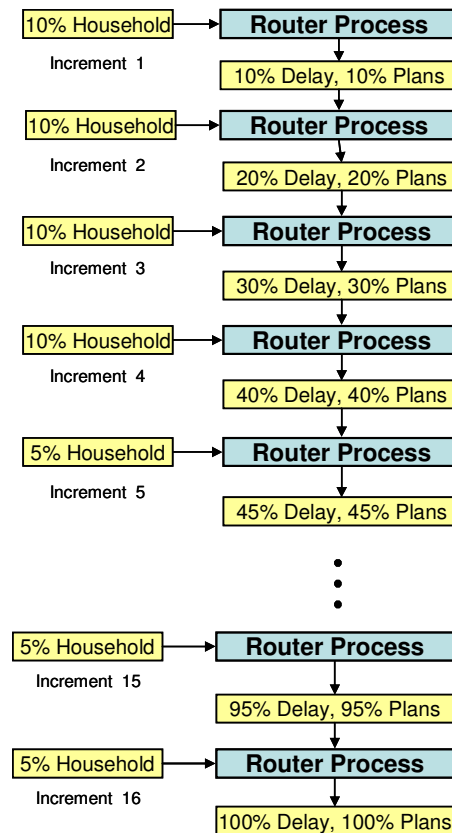 10% Household
Router Process
Increment 1
10% Delay, 10% Plans
10% Household
Router Process
Increment 2
20% Delay, 20% Plans
10% Household
Router Process
Increment 3
30% Delay, 30% Plans
10% Household
Router Process
Increment 4
40% Delay, 40% Plans
5% Household
Router Process
Increment 5
45% Delay, 45% Plans
5% Household
Router Process
Increment 15
95% Delay, 95% Plans
5% Household
Router Process
Increment 16
100% Delay, 100% Plans